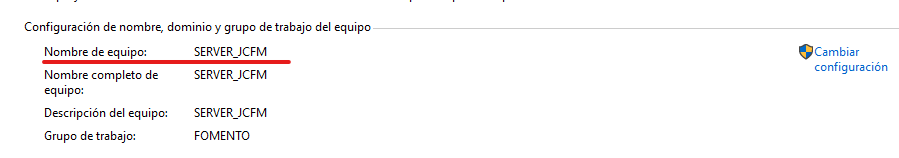 Configuración de nombre, dominio y grupo de trabajo del equipo
Nombre de equipo: SERVER_JCFM
Cambiar configuración
Nombre completo de equipo: SERVER_JCFM
Descripción del equipo: SERVER_JCFM
Grupo de trabajo: FOMENTO